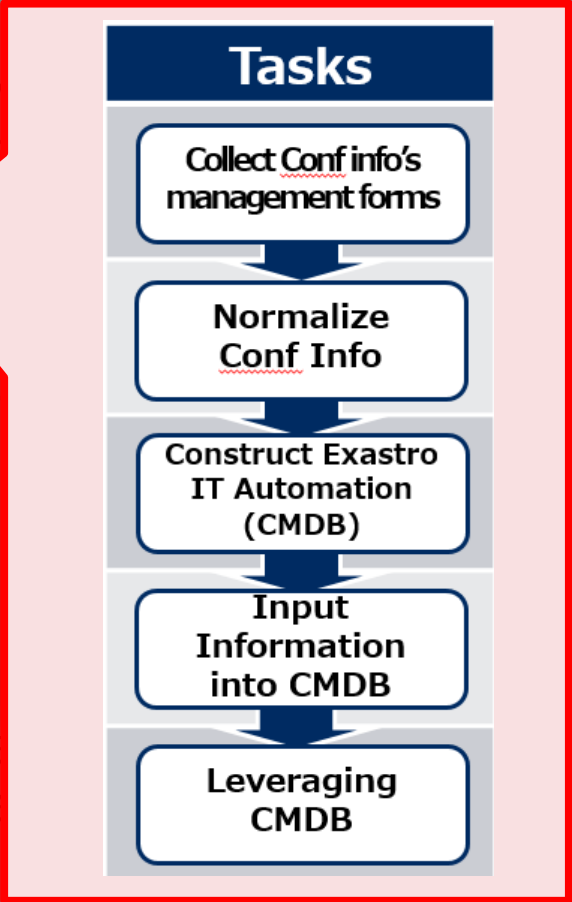 Tasks
Collect Conf info’s
management forms
Normalize
Conf Info
Construct Exastro
IT Automation
(CMDB)
Input
Information
into CMDB
Leveraging
CMDB